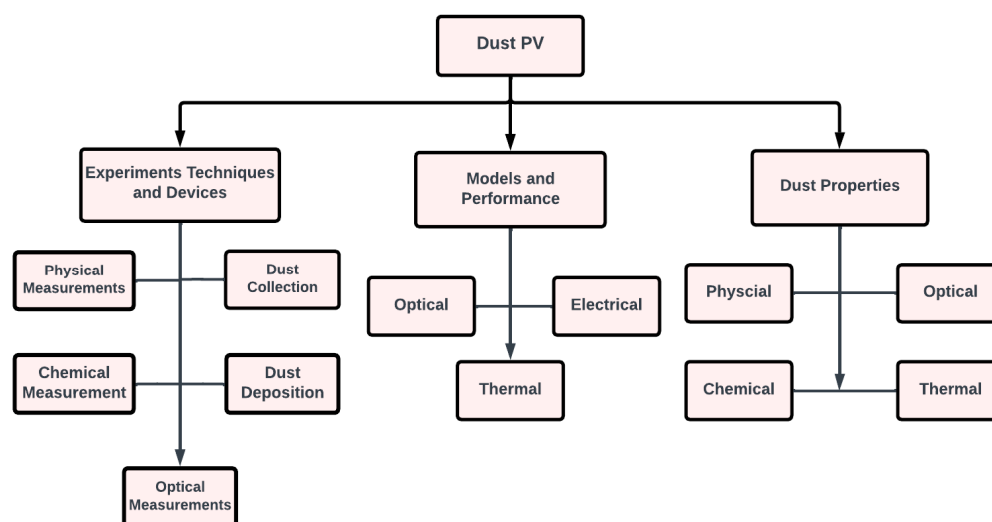 Dust PV
Experiments Techniques
and Devices
Models and
Performance
Dust Properties
Physical
Measurements
Dust
Collection
Optical
Electrical
Physcial
Optical
Chemical
Measurement
Dust
Deposition
Thermal
Chemical
Thermal
Optical
Measurements